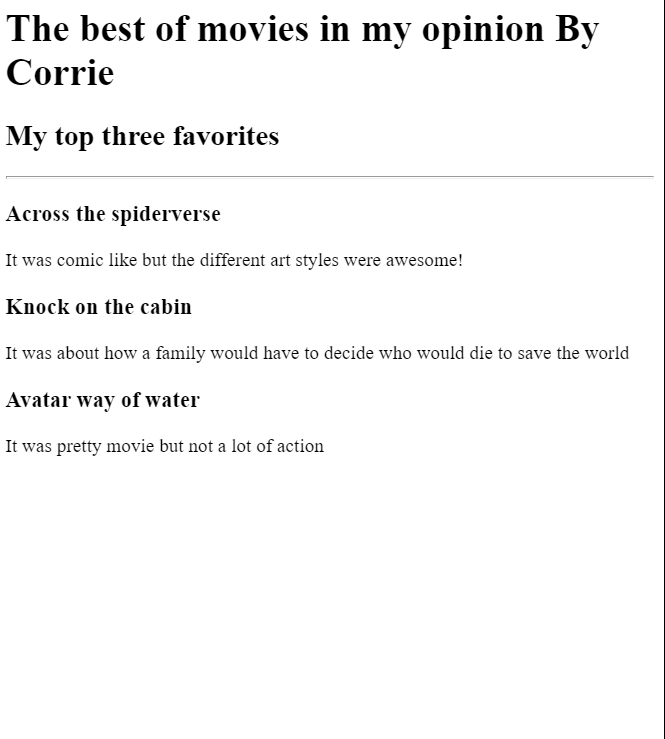 The best of movies in my opinion By
Corrie
My top three favorites
Across the spiderverse
It was comic like but the different art styles were awesome!
Knock on the cabin
It was about how a family would have to decide who would die to save the world
Avatar way of water
It was pretty movie but not a lot of action